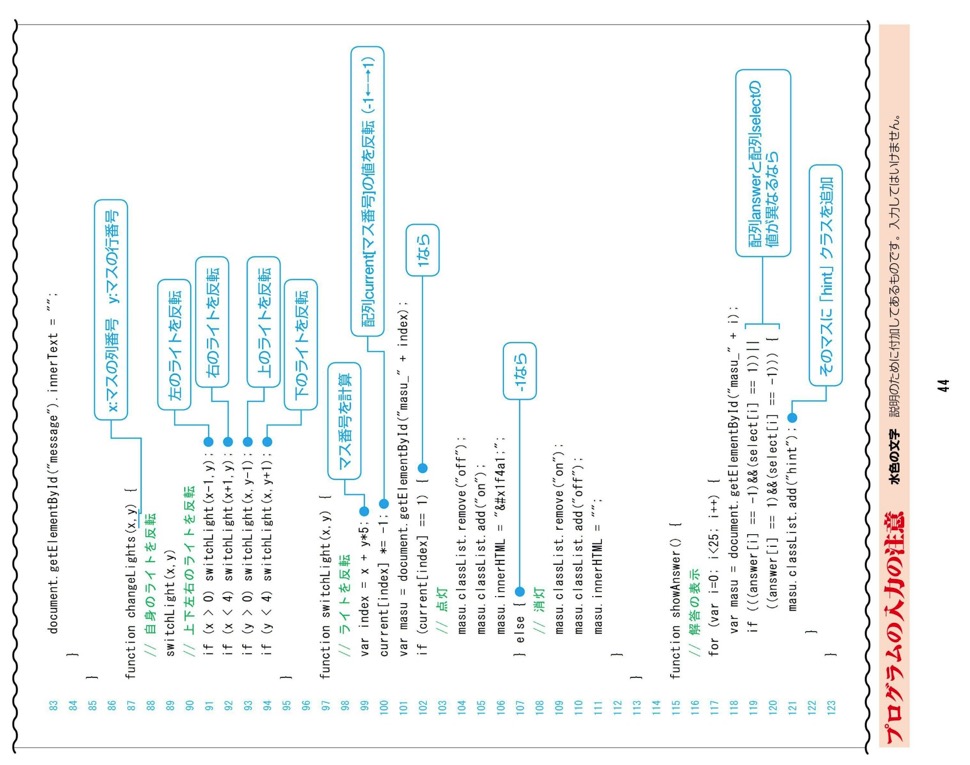 83 document.getElementById("message").innerText = "";
84 }
85 }
86
x:マスの列番号 y:マスの行番号
87 function changeLights(x,y) {
88 // 自身のライトを反転
89 switchLight(x,y)
90 // 上下左右のライトを反転
91 if (x > 0) switchLight(x-1,y);
左のライトを反転
92 if (x < 4) switchLight(x+1,y);
右のライトを反転
93 if (y > 0) switchLight(x,y-1);
上のライトを反転
94 if (y < 4) switchLight(x,y+1);
下のライトを反転
95 }
96
97 function switchLight(x,y) {
98 // ライトを反転
99 var index = x + y*5;
マス番号を計算
100 current[index] *= -1;
配列current[マス番号]の値を反転(-1←→1)
101 var masu = document.getElementById("masu_" + index);
102 if (current[index] == 1) {
1なら
103 // 点灯
104 masu.classList.remove("off");
105 masu.classList.add("on");
106 masu.innerHTML = "&#x1f4a1;";
107 } else {
-1なら
108 // 消灯
109 masu.classList.remove("on");
110 masu.classList.add("off");
111 masu.innerHTML = "";
112 }
113 }
114
115 function showAnswer() {
116 // 解答の表示
117 for (var i=0; i<25; i++) {
118 var masu = document.getElementById("masu_" + i);
119 if (((answer[i] == -1)&&(select[i] == 1))||
120 ((answer[i] == 1)&&(select[i] == -1))) {
配列answerと配列selectの
値が異なるなら
121 masu.classList.add("hint");
そのマスに「hint」クラスを追加
122 }
123 }
プログラムの入力の注意 水色の文字 説明のために付加してあるものです。入力してはいけません。
44